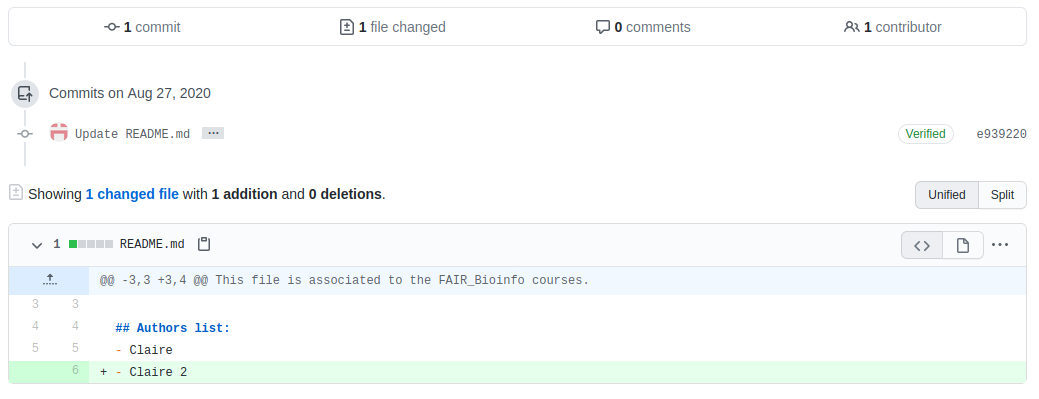 1 commit 1 file changed 0 comments 1 contributor
Commits on Aug 27, 2020
Update README.md ... Verified e939220
Showing 1 changed file with 1 addition and 0 deletions. Unified Split
1 README.md
@@ -3,3 +3,4 @@ This file is associated to the FAIR_Bioinfo courses.
3 3
4 4 ## Authors list:
5 5 - Claire
6 + - Claire 2